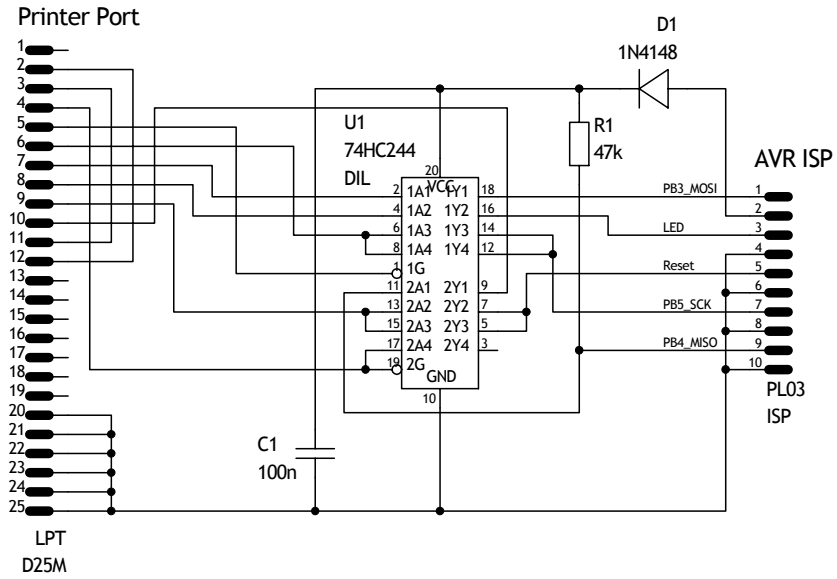 Printer Port
1
2
3
4
5
6
7
8
9
10
11
12
13
14
15
16
17
18
19
20
21
22
23
24
25
LPT
D25M
C1
100n
U1
74HC244
DIL
20
VCC
2 1A1 1Y1 18
4 1A2 1Y2 16
6 1A3 1Y3 14
8 1A4 1Y4 12
1 1G
11 2A1 2Y1 9
13 2A2 2Y2 7
15 2A3 2Y3 5
17 2A4 2Y4 3
19 2G
GND
10
D1
1N4148
R1
47k
AVR ISP
PB3_MOSI 1
2
LED 3
4
Reset 5
6
PB5_SCK 7
8
PB4_MISO 9
10
PL03
ISP